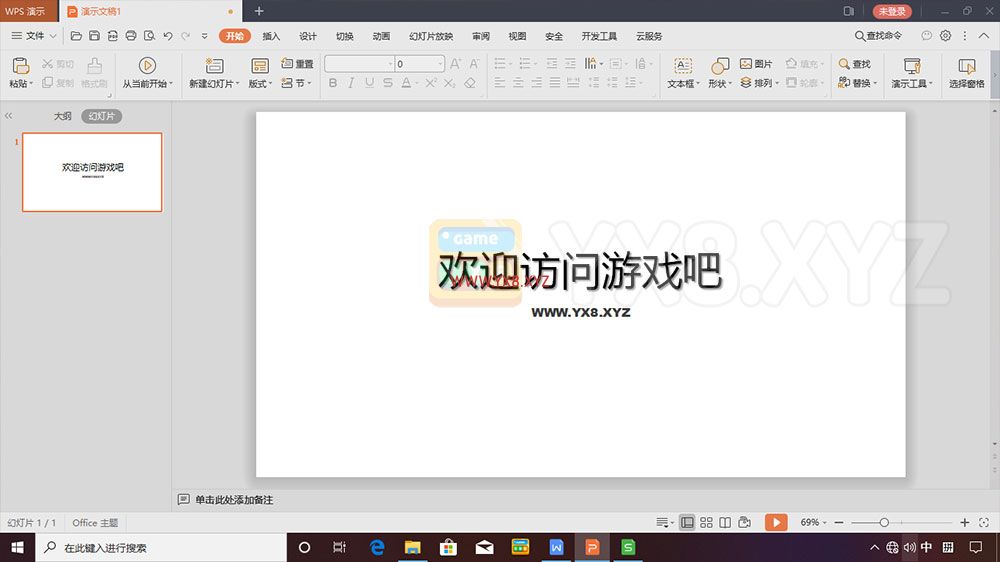 WPS 演示
演示文稿1
未登录
文件
开始
插入
设计
切换
动画
幻灯片放映
审阅
视图
安全
开发工具
云服务
查找命令
粘贴
剪切
复制
格式刷
从当前开始
新建幻灯片
版式
重置
节
0
B I U S A X² X₂
文本框
形状
图片
排列
填充
轮廓
查找
替换
演示工具
选择窗格
大纲
幻灯片
1
欢迎访问游戏吧
game
YX8.XYZ
欢迎访问游戏吧
WWW.YX8.XYZ
WWW.YX8.XYZ
单击此处添加备注
幻灯片 1 / 1
Office 主题
69%
在此键入进行搜索
中
拼